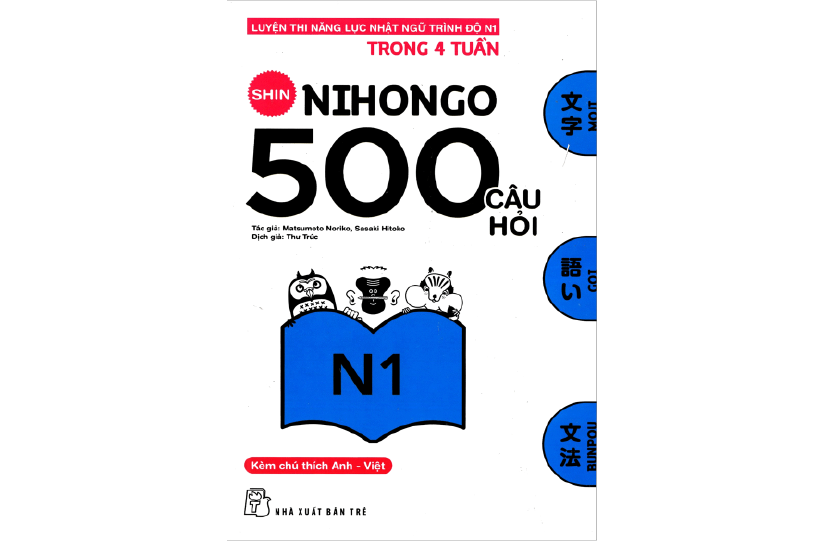 LUYỆN THI NĂNG LỰC NHẬT NGỮ TRÌNH ĐỘ N1
TRONG 4 TUẦN
SHIN
NIHONGO
500
CÂU
HỎI
Tác giả: Matsumoto Noriko, Sasaki Hitoko
Dịch giả: Thu Trúc
文字
MOJI
語い
GOI
文法
BUNPOU
N1
Kèm chú thích Anh - Việt
NHÀ XUẤT BẢN TRẺ